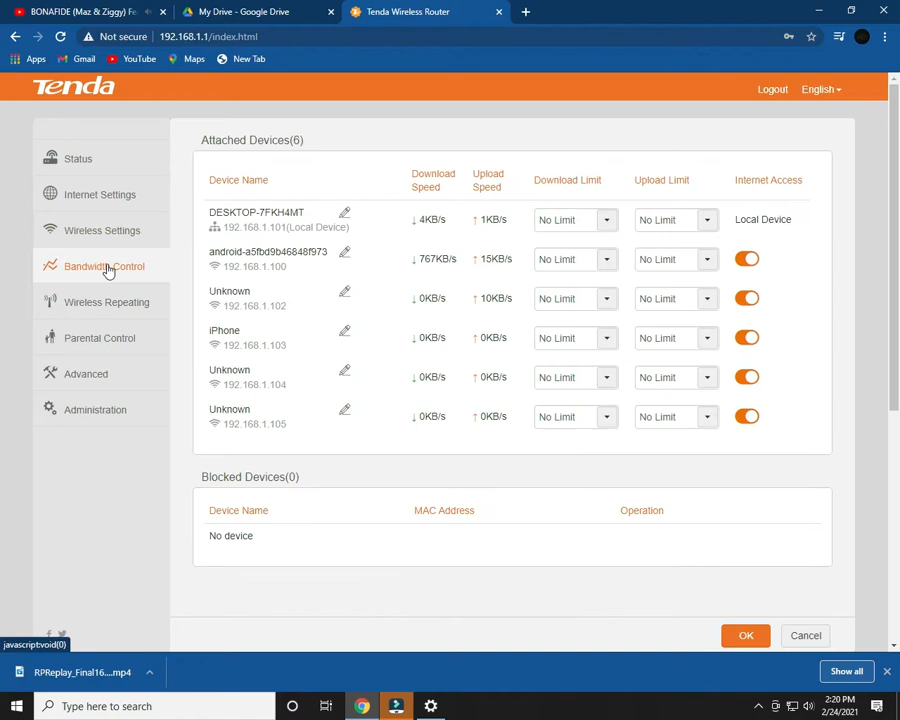 BONAFIDE (Maz & Ziggy) F
My Drive - Google Drive
Tenda Wireless Router
Not secure
192.168.1.1/index.html
Apps
Gmail
YouTube
Maps
New Tab
Tenda
Logout
English
Status
Internet Settings
Wireless Settings
Bandwidth Control
Wireless Repeating
Parental Control
Advanced
Administration
Attached Devices(6)
Device Name Download Speed Upload Speed Download Limit Upload Limit Internet Access
DESKTOP-7FKH4MT
192.168.1.101(Local Device)
↓ 4KB/s ↑ 1KB/s No Limit No Limit Local Device
android-a5fbd9b46848f973
192.168.1.100
↓ 767KB/s ↑ 15KB/s No Limit No Limit
Unknown
192.168.1.102
↓ 0KB/s ↑ 10KB/s No Limit No Limit
iPhone
192.168.1.103
↓ 0KB/s ↑ 0KB/s No Limit No Limit
Unknown
192.168.1.104
↓ 0KB/s ↑ 0KB/s No Limit No Limit
Unknown
192.168.1.105
↓ 0KB/s ↑ 0KB/s No Limit No Limit
Blocked Devices(0)
Device Name MAC Address Operation
No device
OK Cancel
javascript:void(0)
RPReplay_Final16....mp4
Show all
Type here to search
2:20 PM
2/24/2021